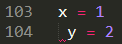 103 x = 1
104 y = 2